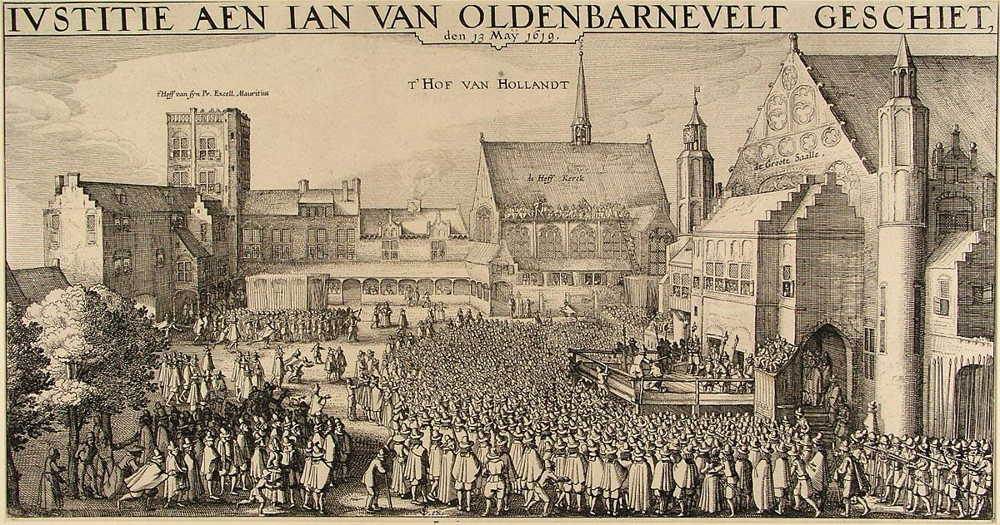 IVSTITIE AEN IAN VAN OLDENBARNEVELT GESCHIET,
den 13 Maÿ 1619.
T'HOF VAN HOLLANDT
t'Hoff van syn Pr. Excell. Mauritius
de Hoff Kerck
de Groote Saalle